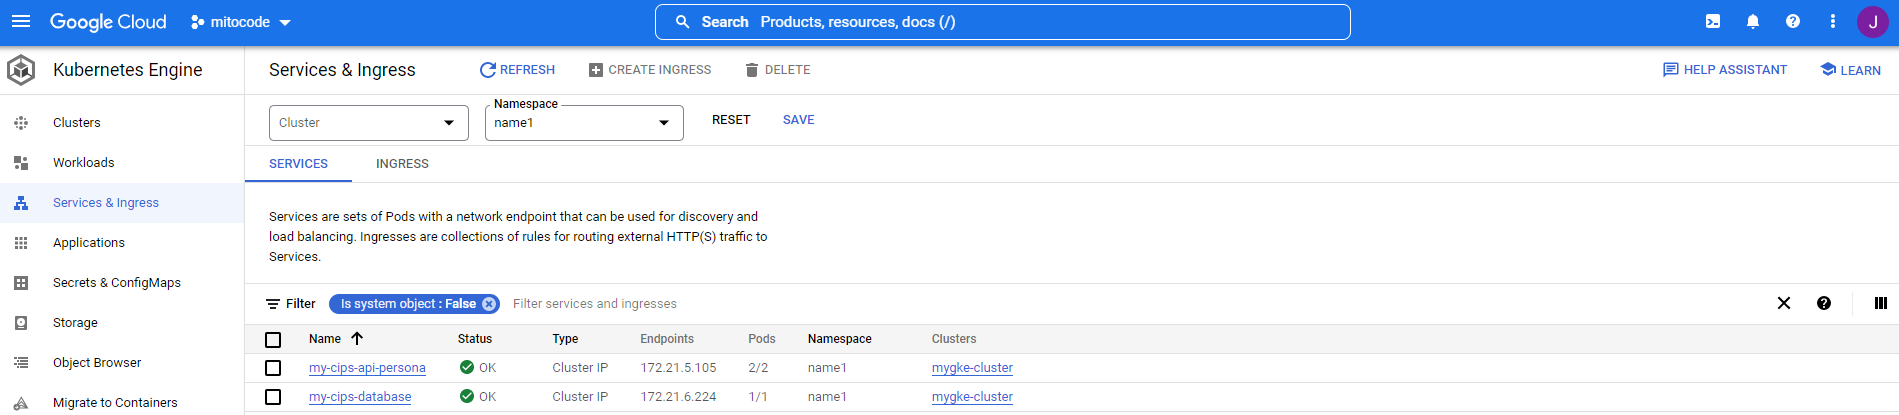 Google Cloud mitocode Search Products, resources, docs (/) J
Kubernetes Engine
Services & Ingress REFRESH CREATE INGRESS DELETE HELP ASSISTANT LEARN
Clusters
Workloads
Services & Ingress
Applications
Secrets & ConfigMaps
Storage
Object Browser
Migrate to Containers
Cluster
Namespace
name1
RESET SAVE
SERVICES INGRESS
Services are sets of Pods with a network endpoint that can be used for discovery and
load balancing. Ingresses are collections of rules for routing external HTTP(S) traffic to
Services.
Filter Is system object : False Filter services and ingresses
Name Status Type Endpoints Pods Namespace Clusters
my-cips-api-persona OK Cluster IP 172.21.5.105 2/2 name1 mygke-cluster
my-cips-database OK Cluster IP 172.21.6.224 1/1 name1 mygke-cluster